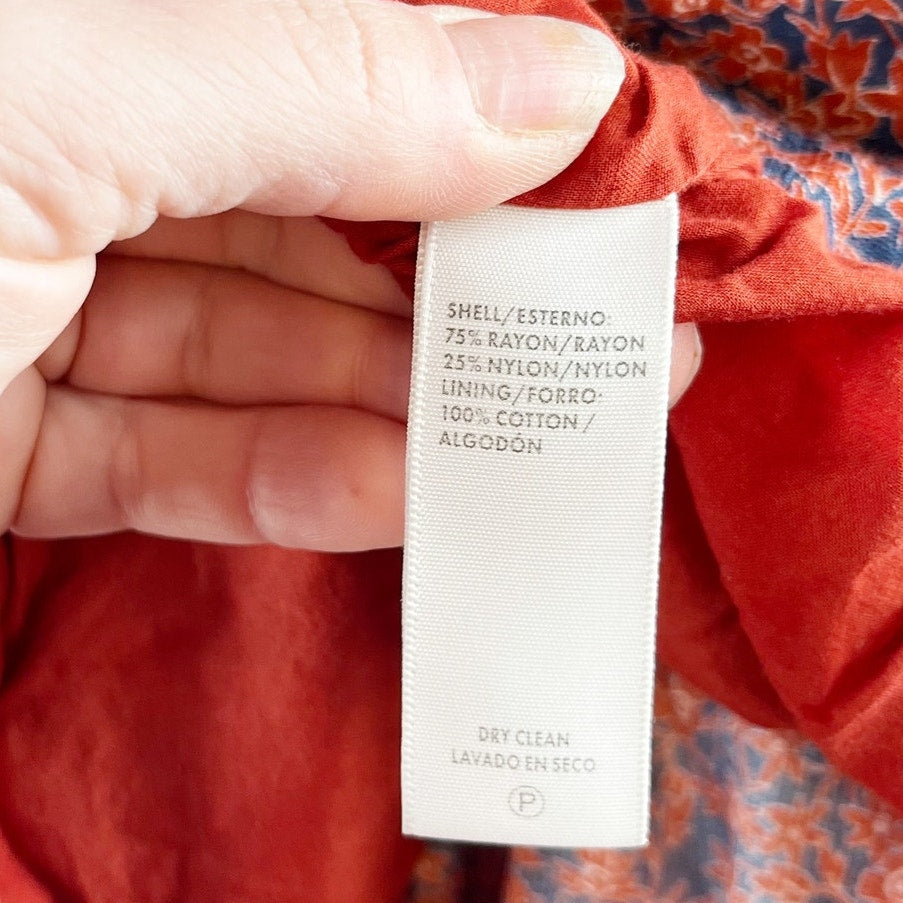 SHELL/ESTERNO:
75% RAYON/RAYON
25% NYLON/NYLON
LINING/FORRO:
100% COTTON /
ALGODÓN
DRY CLEAN
LAVADO EN SECO
P